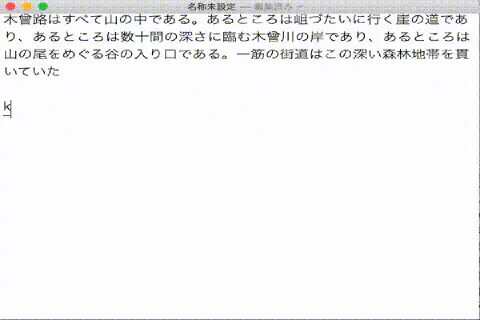 名称未設定 — 編集済み
木曾路はすべて山の中である。あるところは岨づたいに行く崖の道であ
り、あるところは数十間の深さに臨む木曾川の岸であり、あるところは
山の尾をめぐる谷の入り口である。一筋の街道はこの深い森林地帯を貫
いていた